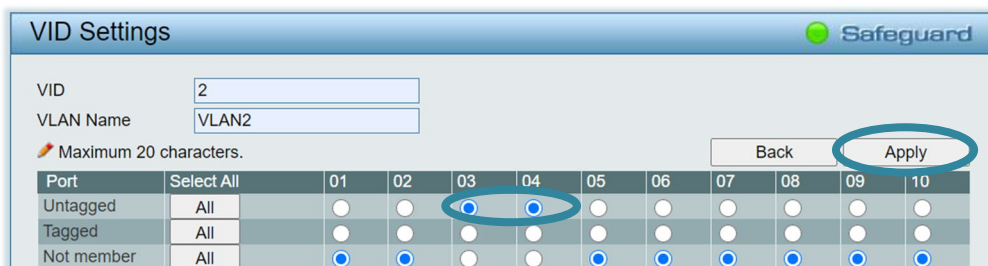 VID Settings Safeguard
VID 2
VLAN Name VLAN2
Maximum 20 characters. Back Apply
Port Select All 01 02 03 04 05 06 07 08 09 10
Untagged All
Tagged All
Not member All